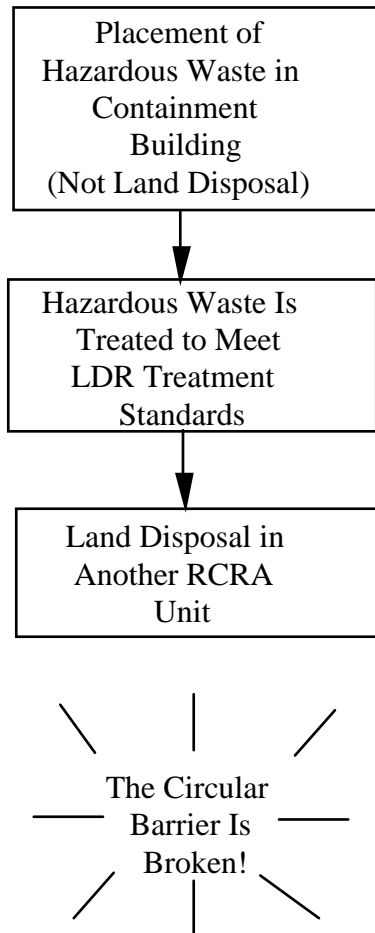 Placement of
Hazardous Waste in
Containment
Building
(Not Land Disposal)
Hazardous Waste Is
Treated to Meet
LDR Treatment
Standards
Land Disposal in
Another RCRA
Unit
The Circular
Barrier Is
Broken!